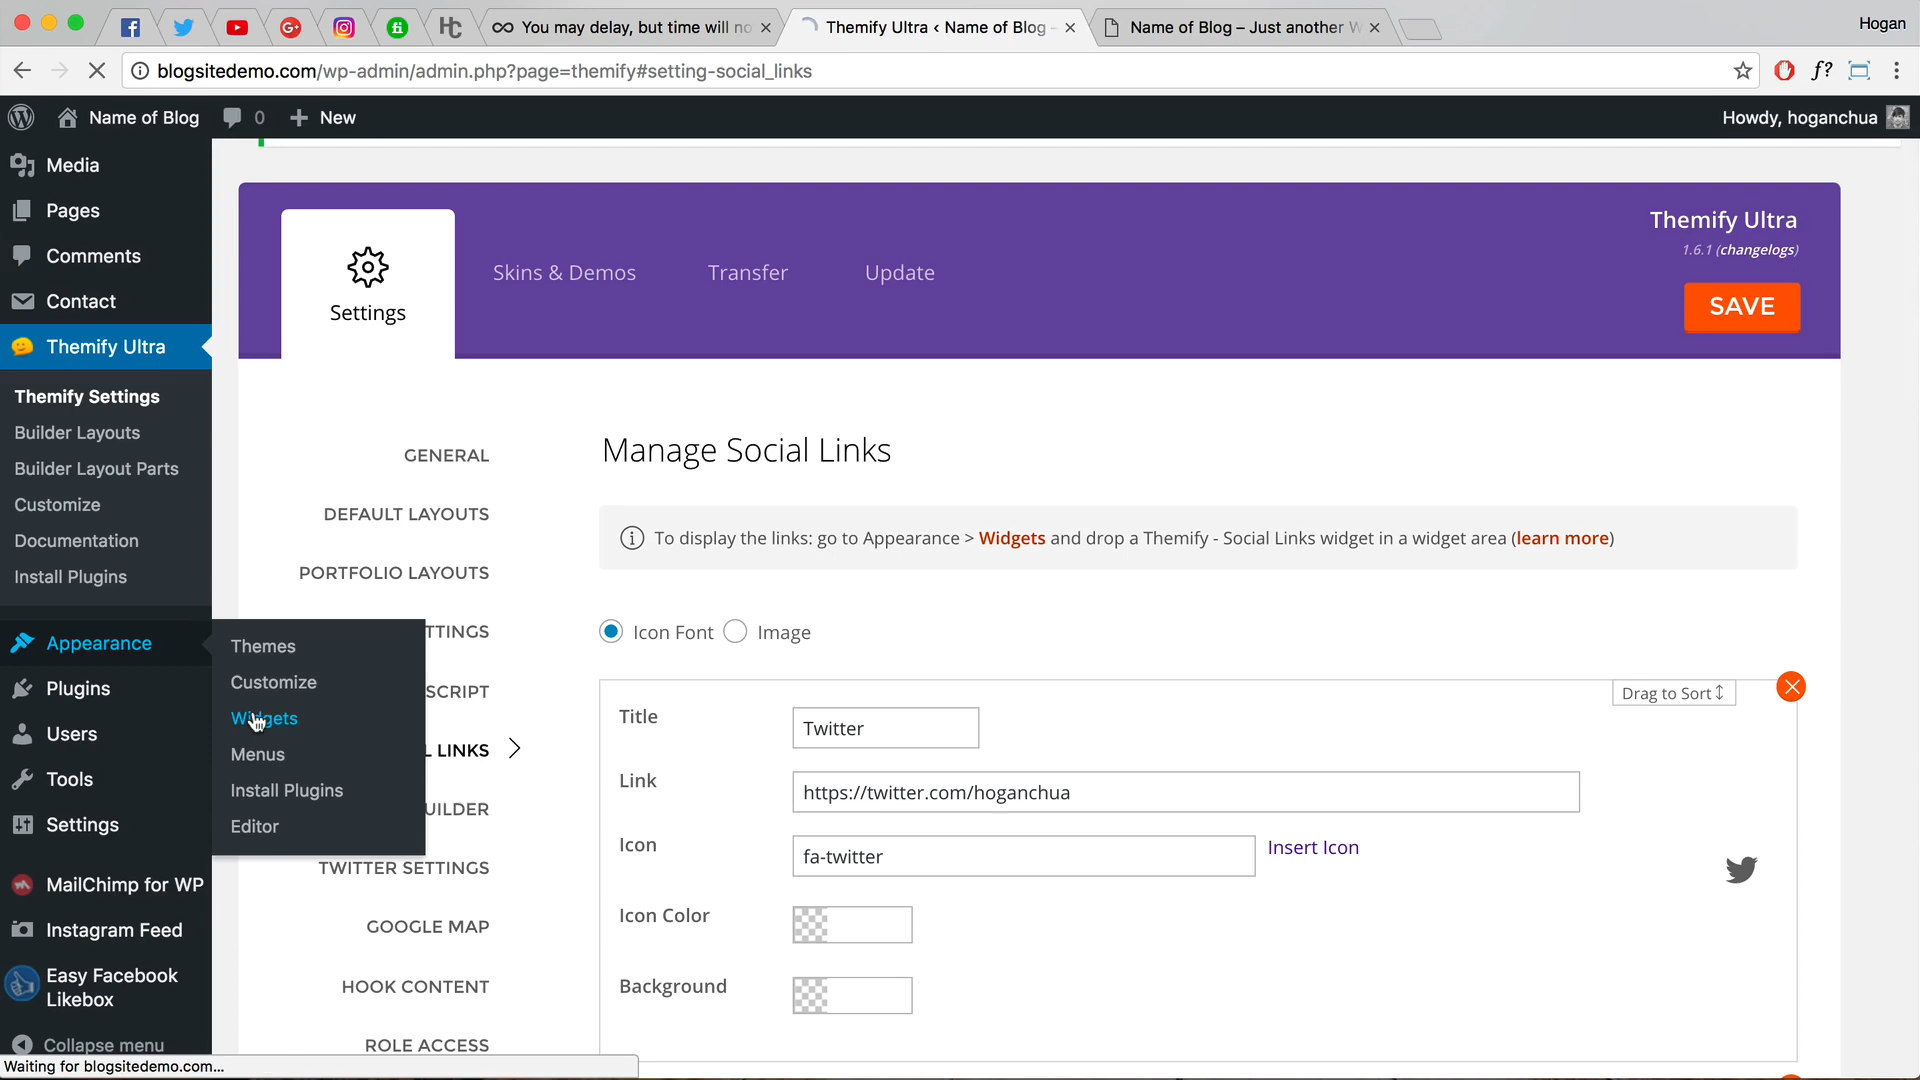 Hogan
You may delay, but time will no
Themify Ultra ‹ Name of Blog –
Name of Blog – Just another W
blogsitedemo.com/wp-admin/admin.php?page=themify#setting-social_links
f?
Name of Blog
0
New
Howdy, hoganchua
Media
Pages
Comments
Contact
Themify Ultra
Themify Settings
Builder Layouts
Builder Layout Parts
Customize
Documentation
Install Plugins
Appearance
Plugins
Users
Tools
Settings
MailChimp for WP
Instagram Feed
Easy Facebook
Likebox
Collapse menu
Waiting for blogsitedemo.com...
Themes
Customize
Widgets
Menus
Install Plugins
Editor
Settings
Skins & Demos
Transfer
Update
Themify Ultra
1.6.1 (changelogs)
SAVE
GENERAL
DEFAULT LAYOUTS
PORTFOLIO LAYOUTS
TTINGS
SCRIPT
L LINKS
UILDER
TWITTER SETTINGS
GOOGLE MAP
HOOK CONTENT
ROLE ACCESS
Manage Social Links
To display the links: go to Appearance > Widgets and drop a Themify - Social Links widget in a widget area (learn more)
Icon Font
Image
Drag to Sort
Title
Twitter
Link
https://twitter.com/hoganchua
Icon
fa-twitter
Insert Icon
Icon Color
Background